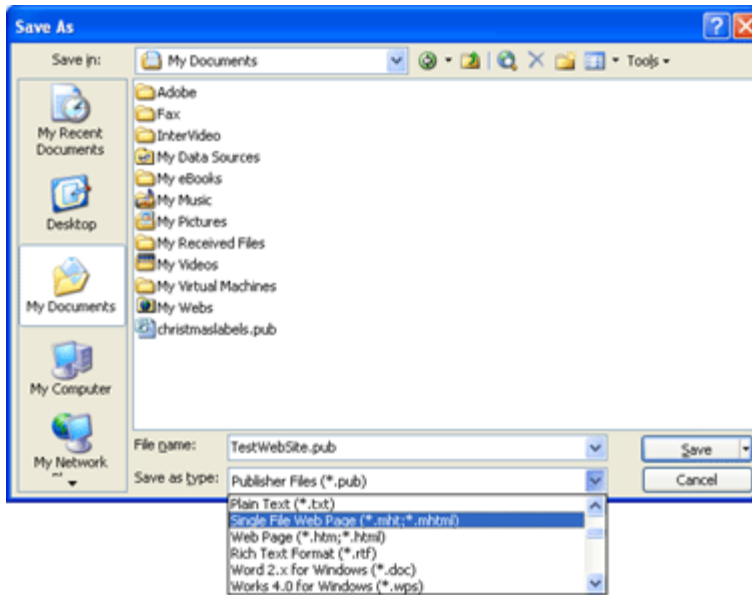 Save As
Save in:
My Documents
Tools
My Recent
Documents
Desktop
My Documents
My Computer
My Network
Adobe
Fax
InterVideo
My Data Sources
My eBooks
My Music
My Pictures
My Received Files
My Videos
My Virtual Machines
My Webs
christmaslabels.pub
File name:
TestWebSite.pub
Save
Save as type:
Publisher Files (*.pub)
Cancel
Plain Text (*.txt)
Single File Web Page (*.mht;*.mhtml)
Web Page (*.htm;*.html)
Rich Text Format (*.rtf)
Word 2.x for Windows (*.doc)
Works 4.0 for Windows (*.wps)